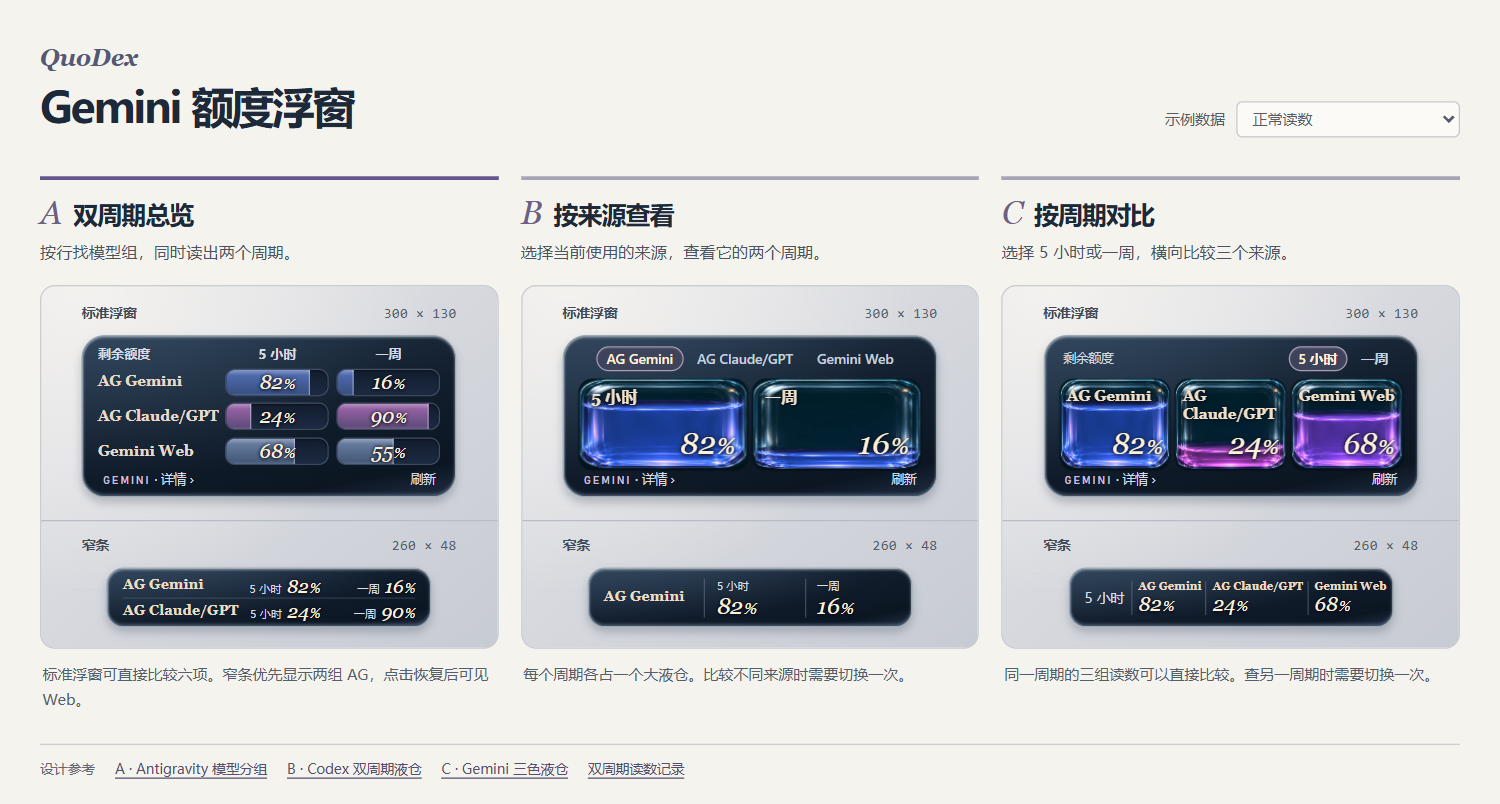 QuoDex
Gemini 额度浮窗
示例数据 正常读数
A 双周期总览
按行找模型组，同时读出两个周期。
标准浮窗 300 × 130
剩余额度 5 小时 一周
AG Gemini 82% 16%
AG Claude/GPT 24% 90%
Gemini Web 68% 55%
GEMINI · 详情 › 刷新
窄条 260 × 48
AG Gemini 5 小时 82% 一周 16%
AG Claude/GPT 5 小时 24% 一周 90%
标准浮窗可直接比较六项。窄条优先显示两组 AG，点击恢复后可见
Web。
B 按来源查看
选择当前使用的来源，查看它的两个周期。
标准浮窗 300 × 130
AG Gemini AG Claude/GPT Gemini Web
5 小时 一周
82% 16%
GEMINI · 详情 › 刷新
窄条 260 × 48
AG Gemini
5 小时 一周
82% 16%
每个周期各占一个大液仓。比较不同来源时需要切换一次。
C 按周期对比
选择 5 小时或一周，横向比较三个来源。
标准浮窗 300 × 130
剩余额度 5 小时 一周
AG Gemini AG Gemini Web
Claude/GPT
82% 24% 68%
GEMINI · 详情 › 刷新
窄条 260 × 48
5 小时
AG Gemini AG Claude/GPT Gemini Web
82% 24% 68%
同一周期的三组读数可以直接比较。查另一周期时需要切换一次。
设计参考 A · Antigravity 模型分组 B · Codex 双周期液仓 C · Gemini 三色液仓 双周期读数记录